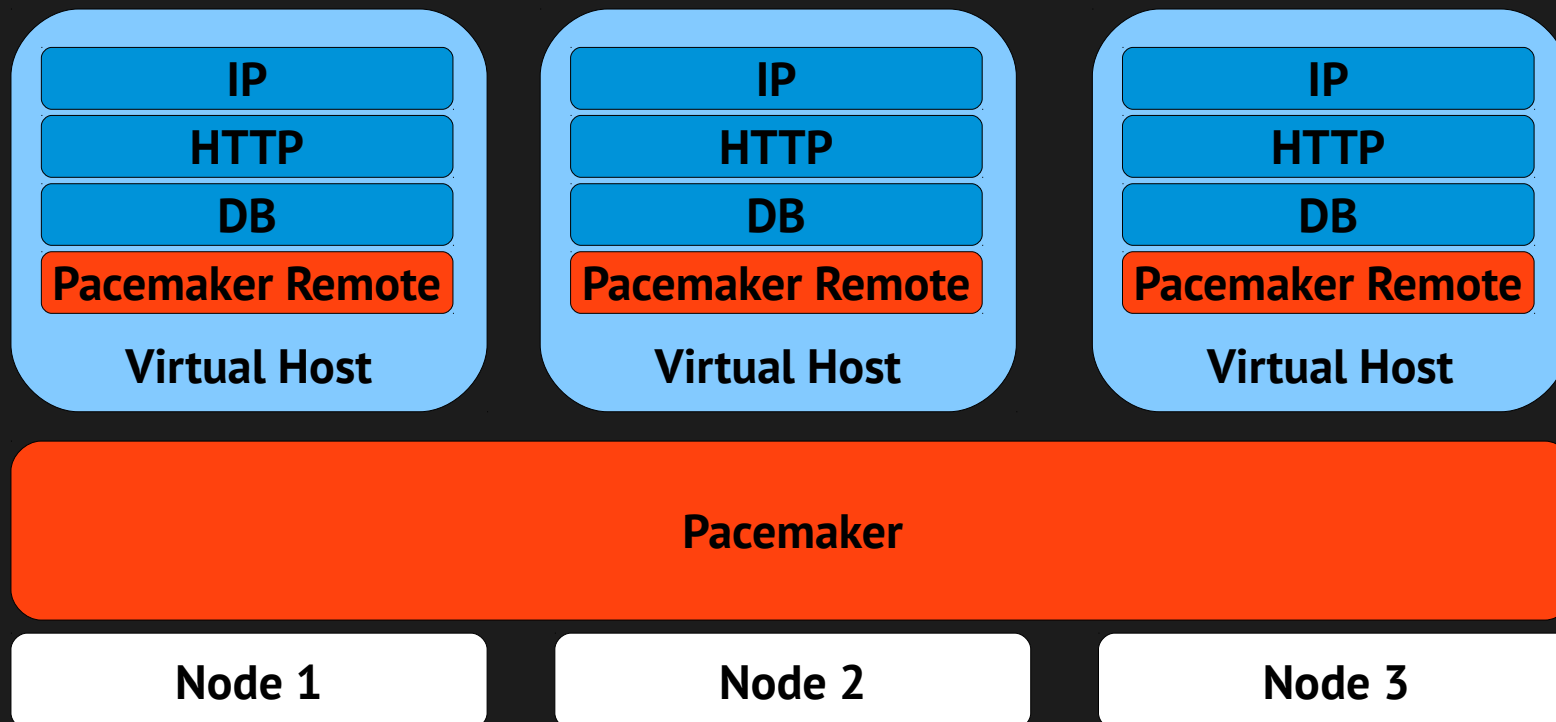 IP
HTTP
DB
Pacemaker Remote
Virtual Host
IP
HTTP
DB
Pacemaker Remote
Virtual Host
IP
HTTP
DB
Pacemaker Remote
Virtual Host
Pacemaker
Node 1
Node 2
Node 3